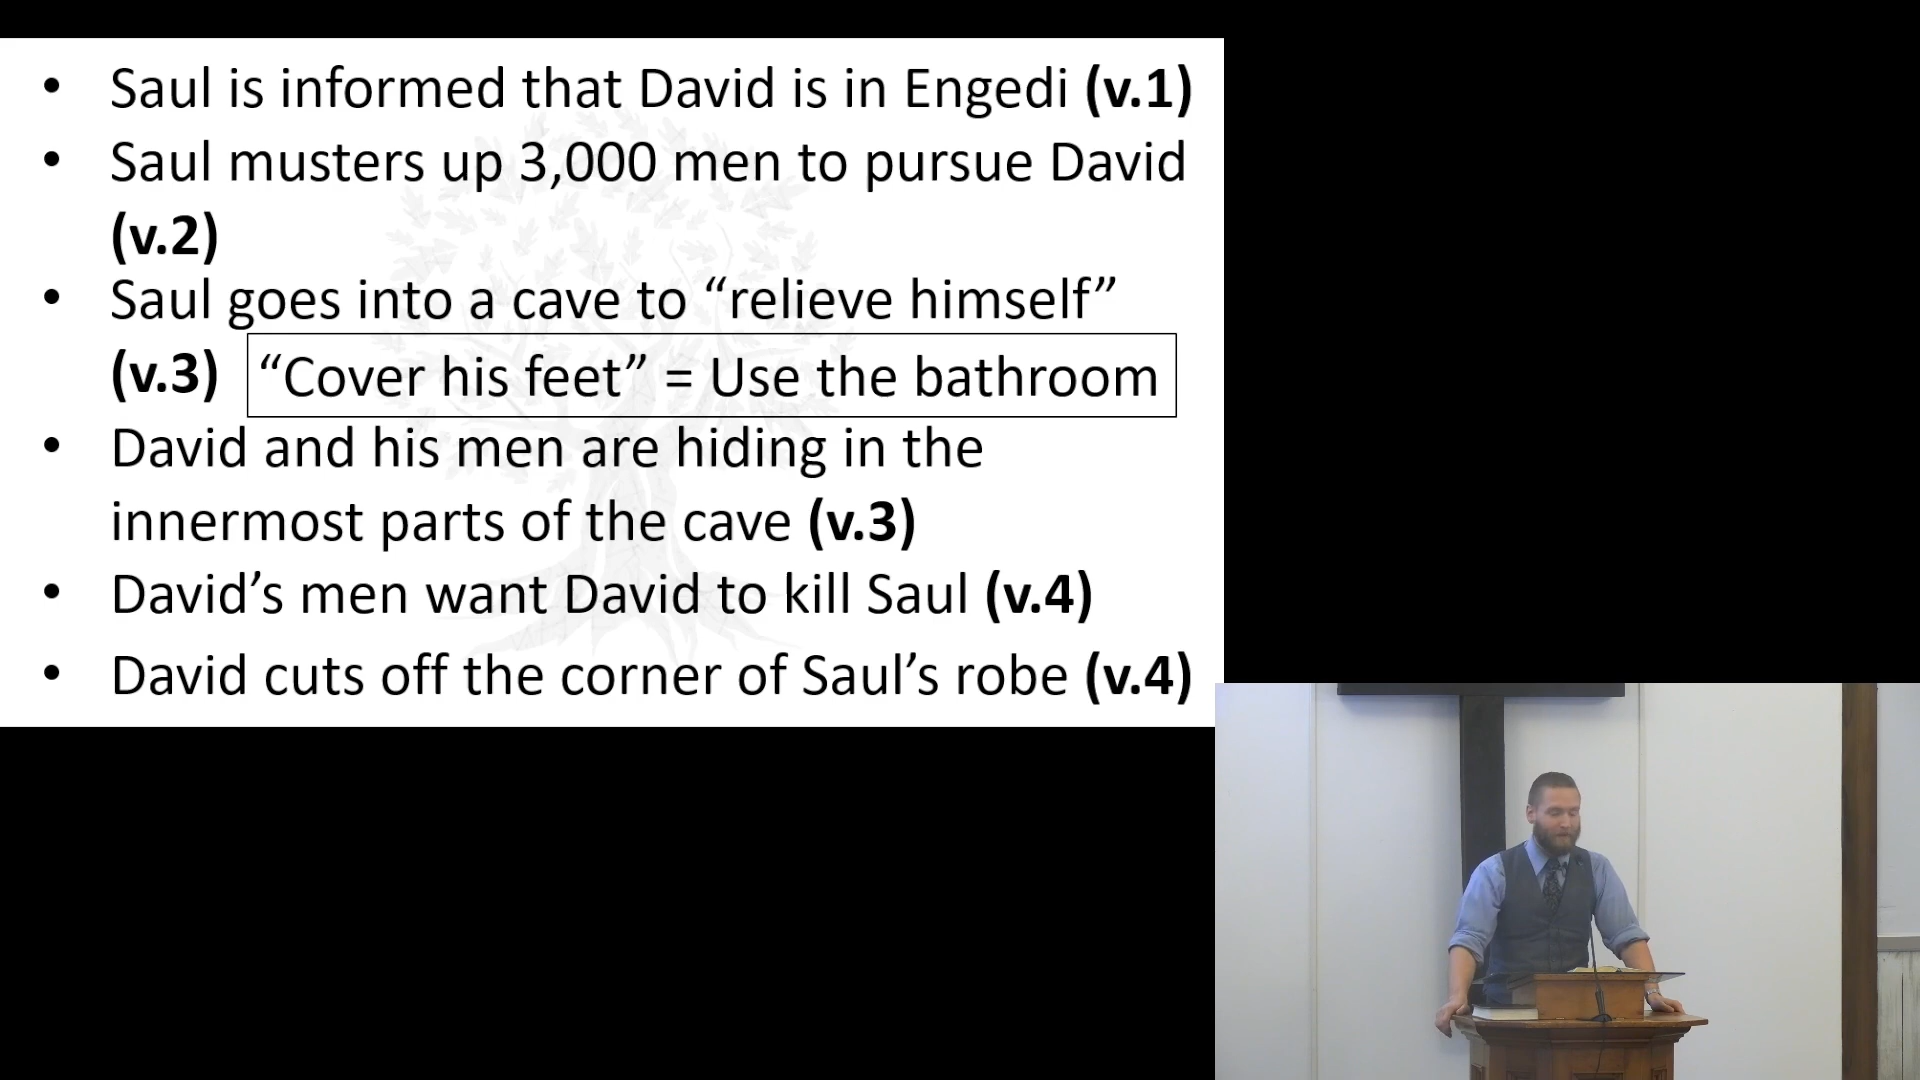 • Saul is informed that David is in Engedi (v.1)
• Saul musters up 3,000 men to pursue David
(v.2)
• Saul goes into a cave to “relieve himself”
(v.3) “Cover his feet” = Use the bathroom
• David and his men are hiding in the
innermost parts of the cave (v.3)
• David’s men want David to kill Saul (v.4)
• David cuts off the corner of Saul’s robe (v.4)